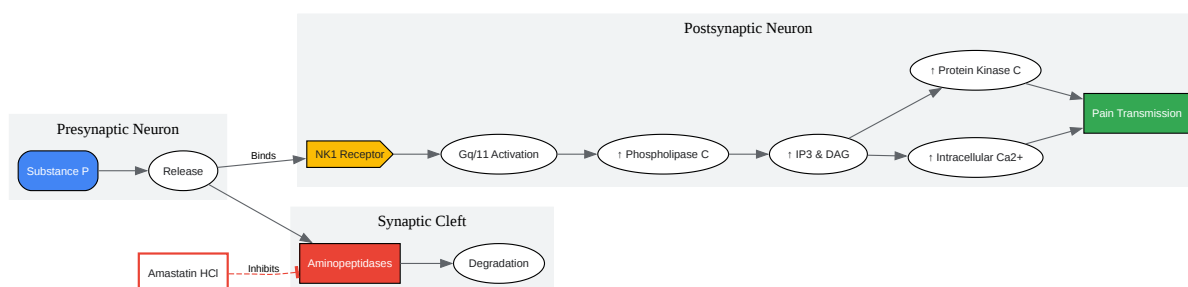 Postsynaptic Neuron
↑ Protein Kinase C
Pain Transmission
Presynaptic Neuron
Substance P
Release
Binds
NK1 Receptor
Gq/11 Activation
↑ Phospholipase C
↑ IP3 & DAG
↑ Intracellular Ca2+
Synaptic Cleft
Amastatin HCl
Inhibits
Aminopeptidases
Degradation